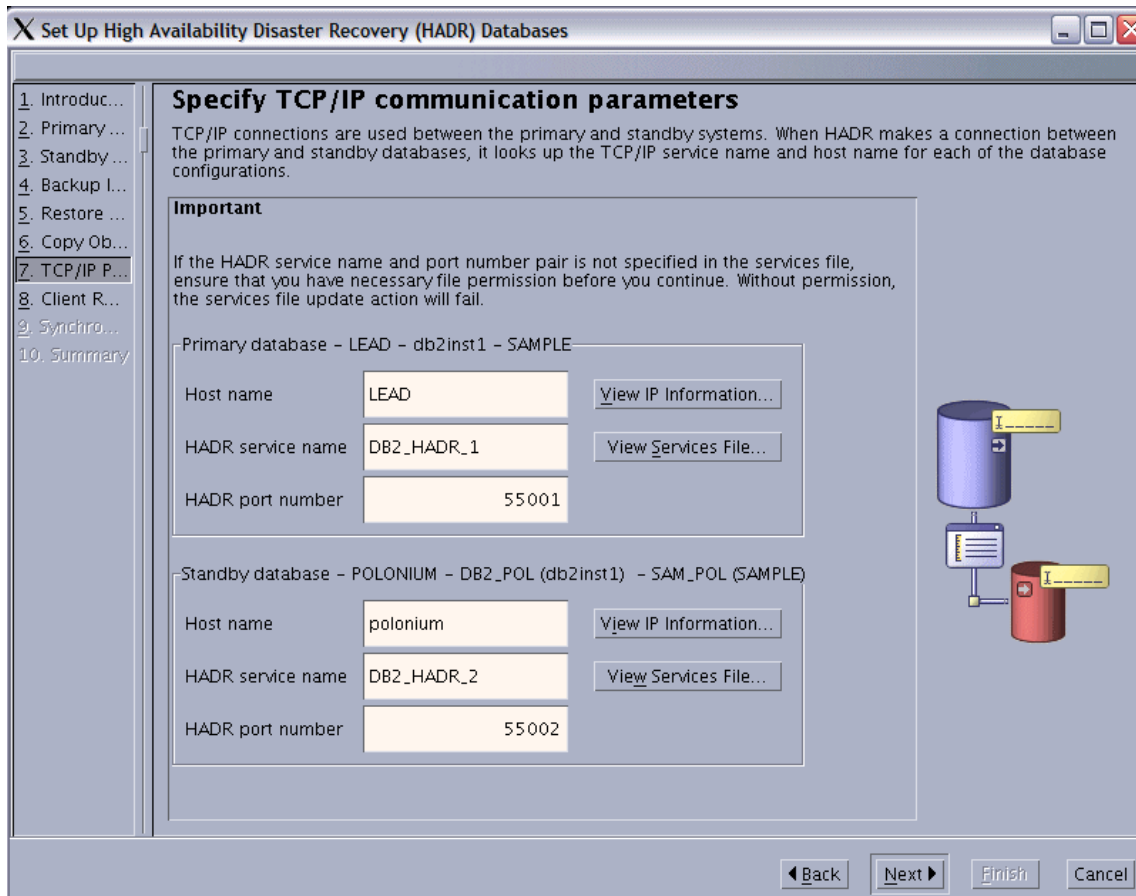 Set Up High Availability Disaster Recovery (HADR) Databases
1. Introduc...
2. Primary ...
3. Standby ...
4. Backup I...
5. Restore ...
6. Copy Ob...
7. TCP/IP P...
8. Client R...
9. Synchro...
10. Summary
Specify TCP/IP communication parameters
TCP/IP connections are used between the primary and standby systems. When HADR makes a connection between
the primary and standby databases, it looks up the TCP/IP service name and host name for each of the database
configurations.
Important
If the HADR service name and port number pair is not specified in the services file,
ensure that you have necessary file permission before you continue. Without permission,
the services file update action will fail.
Primary database – LEAD – db2inst1 – SAMPLE
Host name LEAD View IP Information...
HADR service name DB2_HADR_1 View Services File...
HADR port number 55001
Standby database – POLONIUM – DB2_POL (db2inst1) – SAM_POL (SAMPLE)
Host name polonium View IP Information...
HADR service name DB2_HADR_2 View Services File...
HADR port number 55002
Back Next Finish Cancel